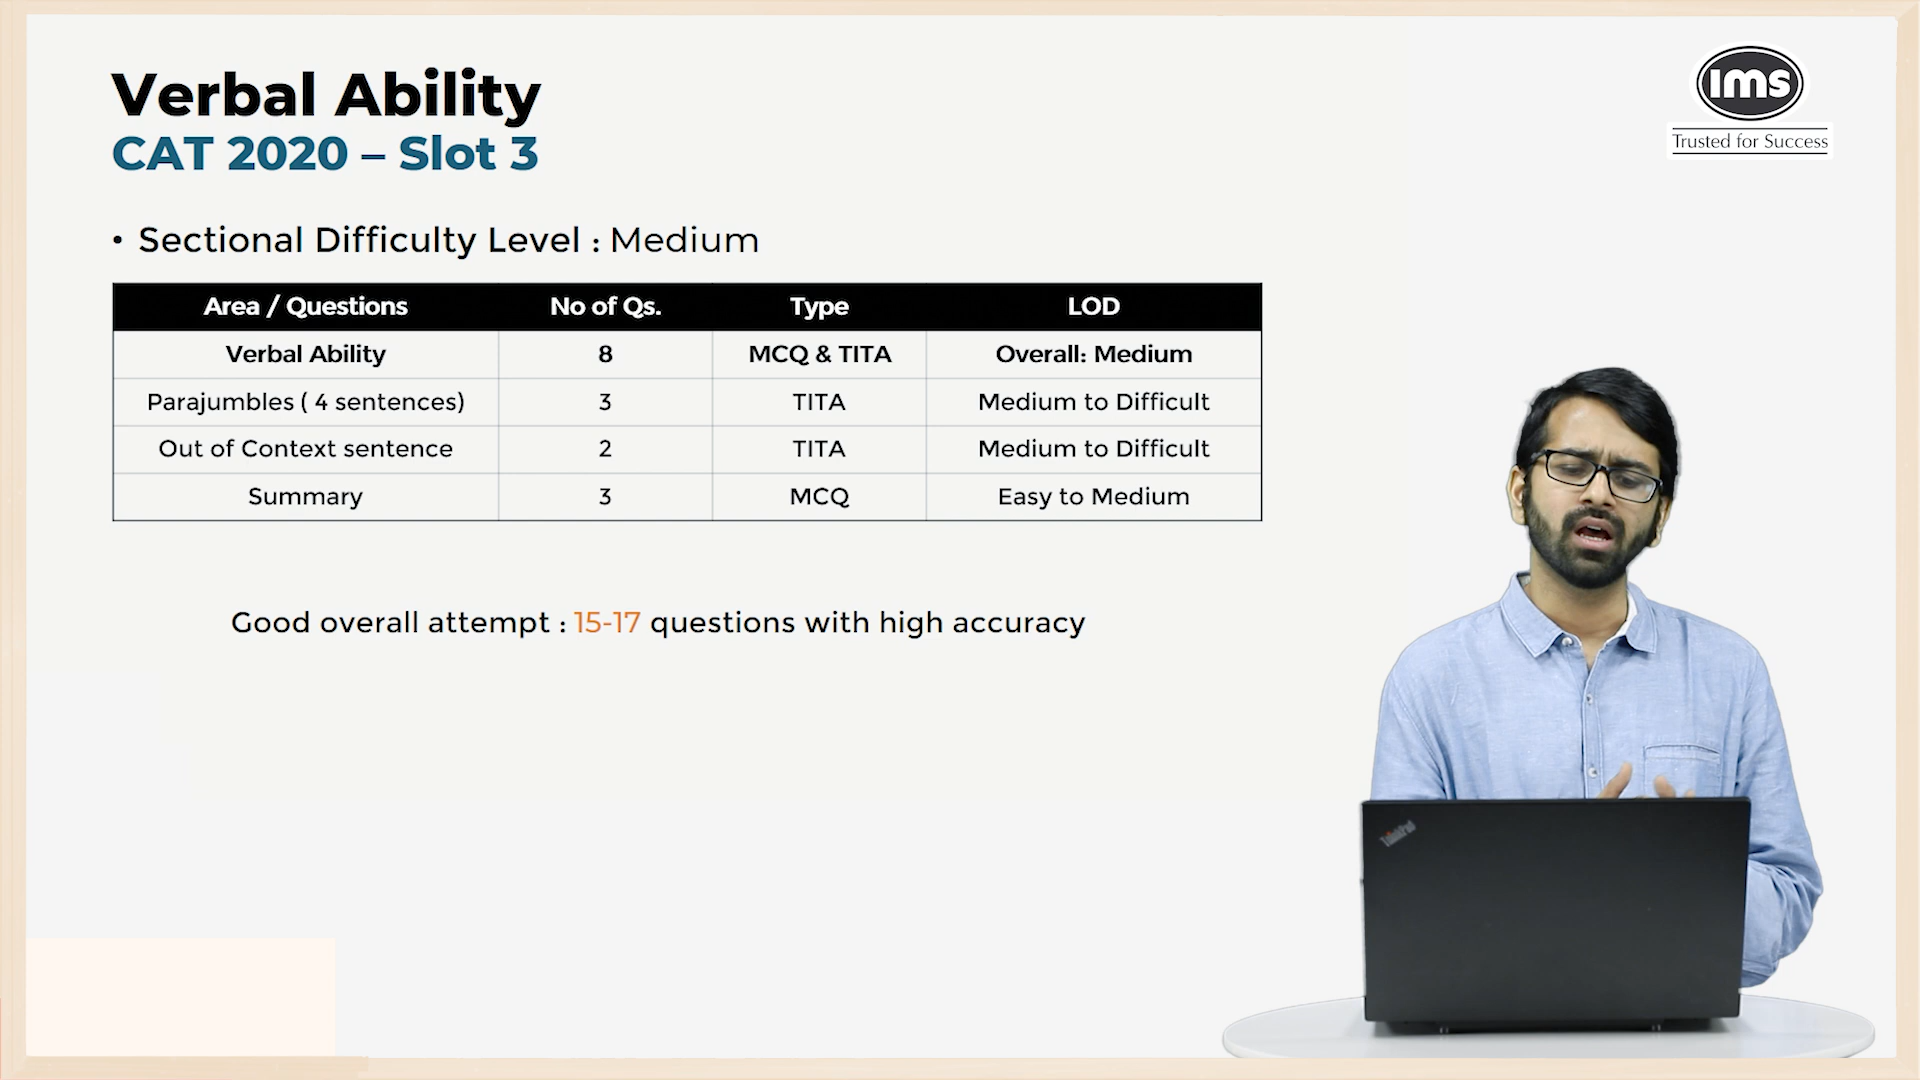 Verbal Ability
CAT 2020 – Slot 3
ims
Trusted for Success
• Sectional Difficulty Level : Medium
Area / Questions No of Qs. Type LOD
Verbal Ability 8 MCQ & TITA Overall: Medium
Parajumbles ( 4 sentences) 3 TITA Medium to Difficult
Out of Context sentence 2 TITA Medium to Difficult
Summary 3 MCQ Easy to Medium
Good overall attempt : 15-17 questions with high accuracy
ThinkPad